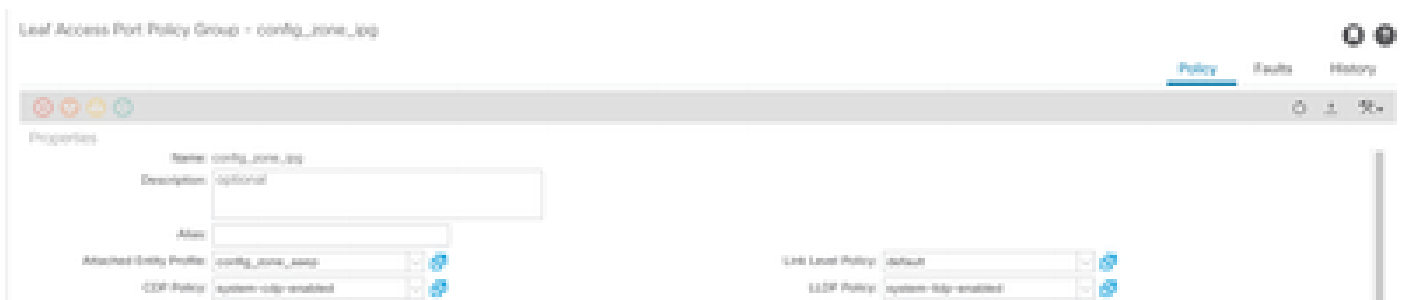 Leaf Access Port Policy Group - config_zone_ipg
Policy Faults History
Properties
Name: config_zone_ipg
Description: optional
Alias:
Attached Entity Profile: config_zone_aaep Link Level Policy: default
CDP Policy: system-cdp-enabled LLDP Policy: system-lldp-enabled